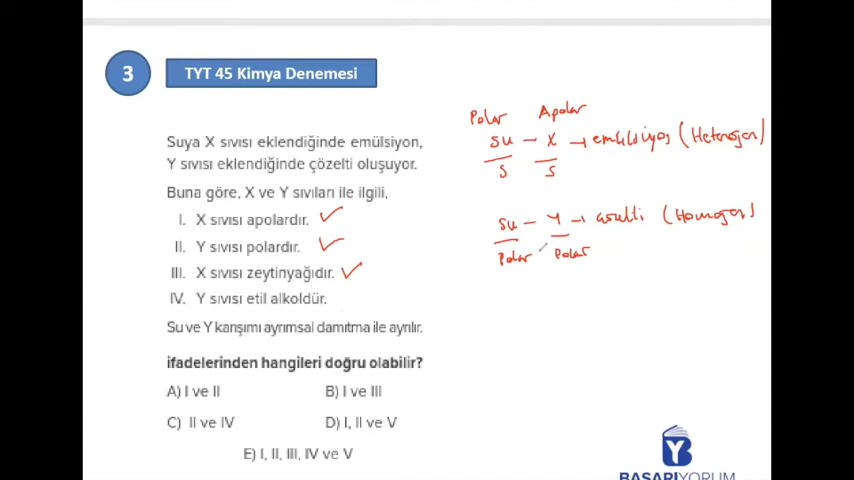 3
TYT 45 Kimya Denemesi
Suya X sıvısı eklendiğinde emülsiyon,
Y sıvısı eklendiğinde çözelti oluşuyor.
Buna göre, X ve Y sıvıları ile ilgili,
I. X sıvısı apolardır.
II. Y sıvısı polardır.
III. X sıvısı zeytinyağıdır.
IV. Y sıvısı etil alkoldür.
Su ve Y karışımı ayrımsal damıtma ile ayrılır.
ifadelerinden hangileri doğru olabilir?
A) I ve II
B) I ve III
C) II ve IV
D) I, II ve V
E) I, II, III, IV ve V
Polar Apolar
su - X → emülsiyon (Heterojen)
S S
su - Y → (Homojen)
Polar Polar
BAŞARIYORUM